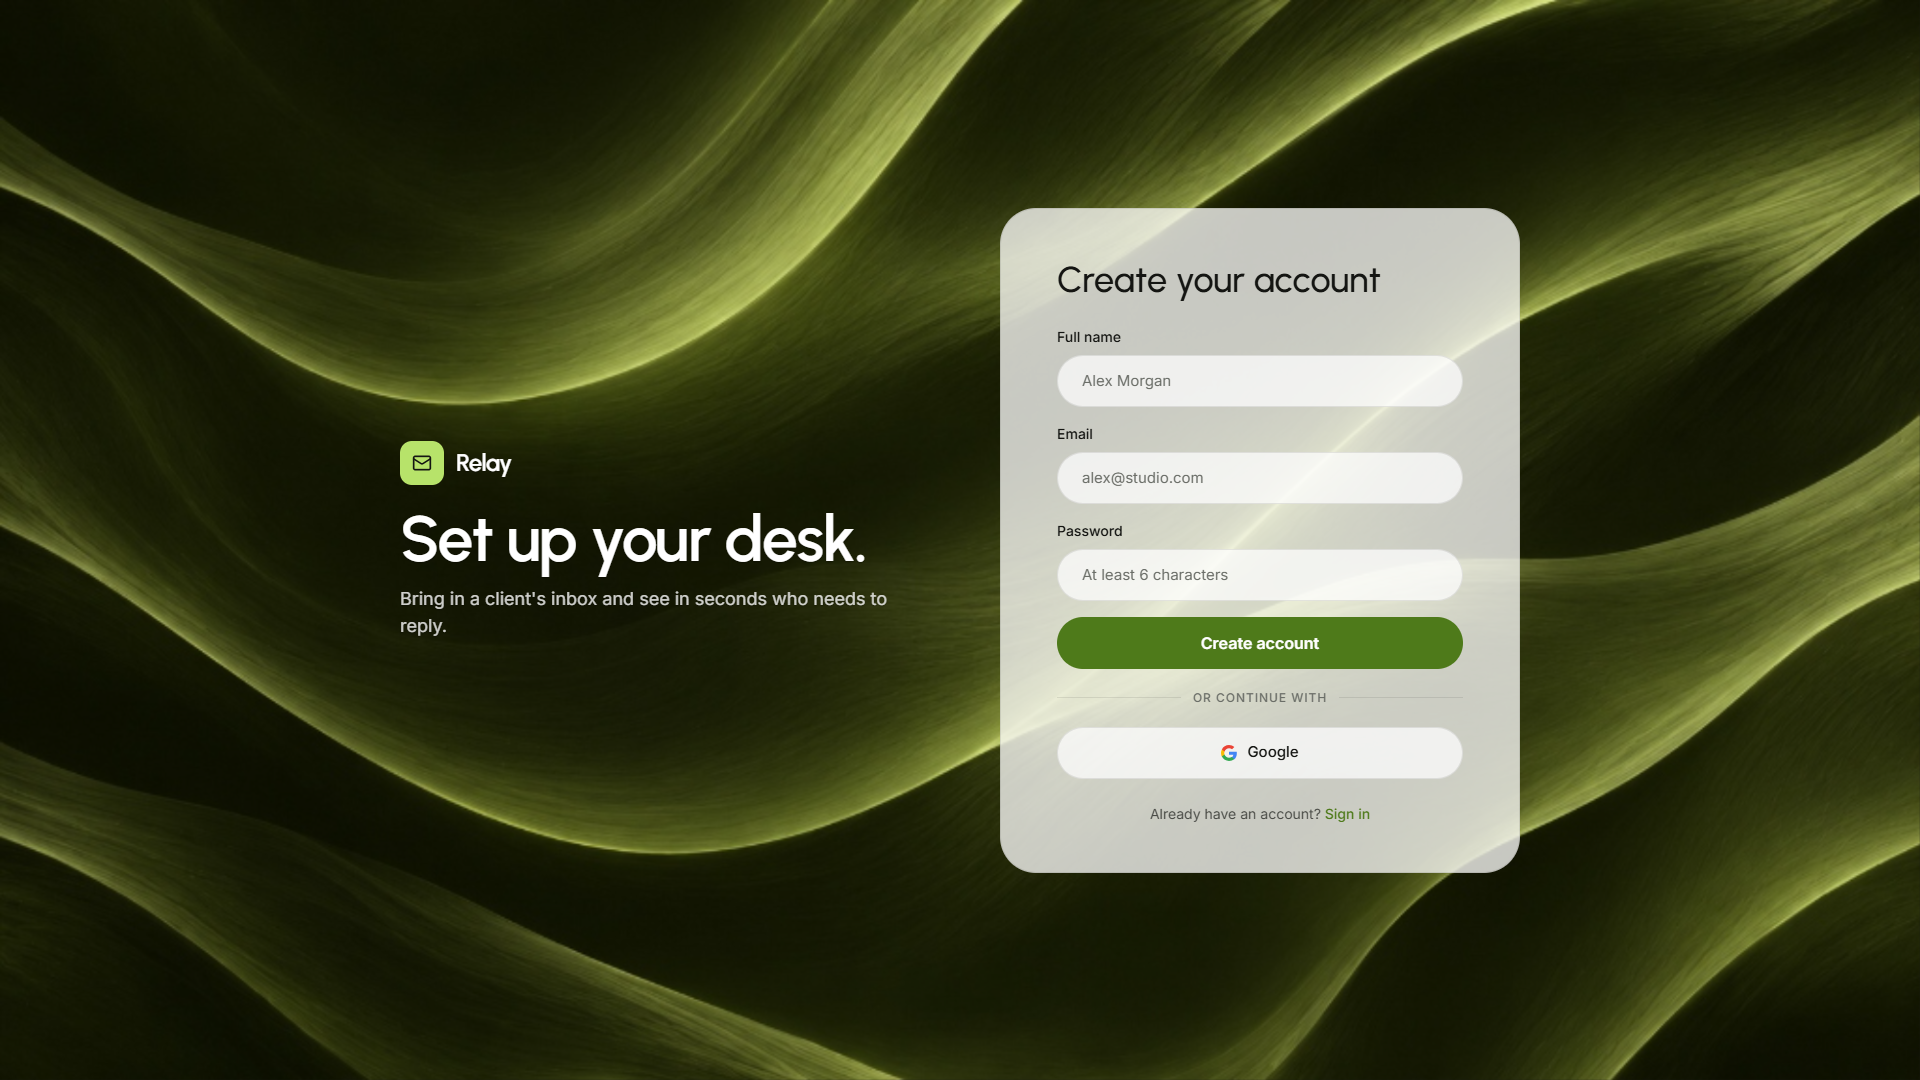 Relay
Set up your desk.
Bring in a client's inbox and see in seconds who needs to
reply.
Create your account
Full name
Alex Morgan
Email
alex@studio.com
Password
At least 6 characters
Create account
OR CONTINUE WITH
Google
Already have an account? Sign in